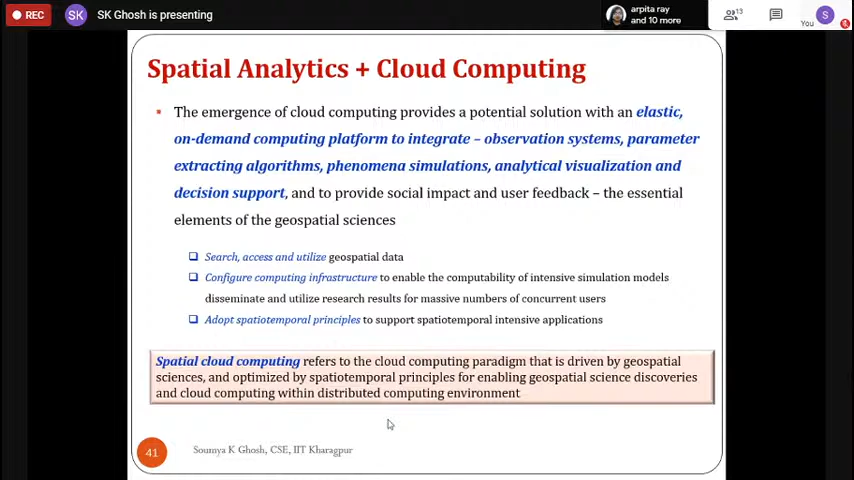 REC
SK
SK Ghosh is presenting
arpita ray
and 10 more
13
You
S
Spatial Analytics + Cloud Computing
The emergence of cloud computing provides a potential solution with an elastic,
on-demand computing platform to integrate – observation systems, parameter
extracting algorithms, phenomena simulations, analytical visualization and
decision support, and to provide social impact and user feedback – the essential
elements of the geospatial sciences
Search, access and utilize geospatial data
Configure computing infrastructure to enable the computability of intensive simulation models
disseminate and utilize research results for massive numbers of concurrent users
Adopt spatiotemporal principles to support spatiotemporal intensive applications
Spatial cloud computing refers to the cloud computing paradigm that is driven by geospatial
sciences, and optimized by spatiotemporal principles for enabling geospatial science discoveries
and cloud computing within distributed computing environment
41
Soumya K Ghosh, CSE, IIT Kharagpur